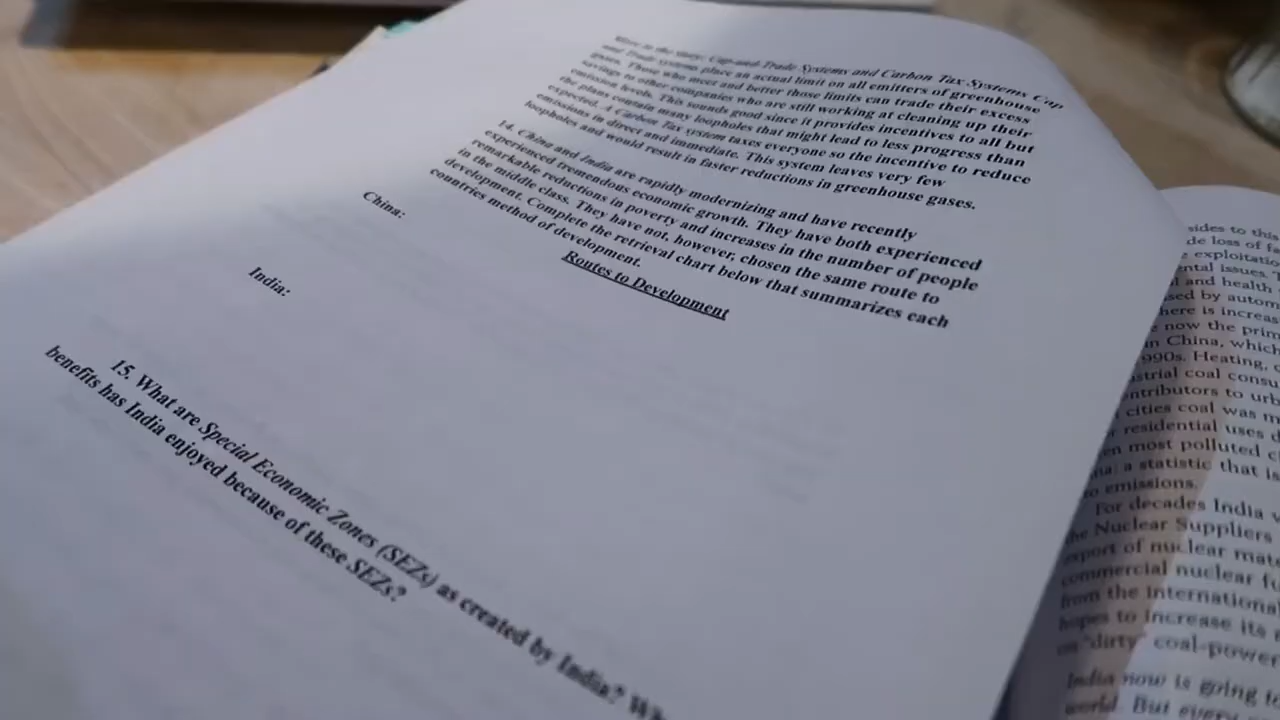 More to the story: Cap-and-Trade Systems and Carbon Tax Systems Cap
and Trade systems place an actual limit on all emitters of greenhouse
gases. Those who meet and better those limits can trade their excess
savings to other companies who are still working at cleaning up their
emission levels. This sounds good since it provides incentives to all but
the plans contain many loopholes that might lead to less progress than
expected. A Carbon Tax system taxes everyone so the incentive to reduce
emissions in direct and immediate. This system leaves very few
loopholes and would result in faster reductions in greenhouse gases.
14. China and India are rapidly modernizing and have recently
experienced tremendous economic growth. They have both experienced
remarkable reductions in poverty and increases in the number of people
in the middle class. They have not, however, chosen the same route to
development. Complete the retrieval chart below that summarizes each
countries method of development.
Routes to Development
China:
India:
15. What are Special Economic Zones (SEZs) as created by India? Wh
benefits has India enjoyed because of these SEZs?
sides to this
de loss of fa
exploitatio
ental issues. T
and health
sed by autom
here is increas
now the prim
n China, which
990s. Heating,
strial coal consu
ntributors to urb
cities coal was m
residential uses d
en most polluted c
na: a statistic that is
to emissions.
For decades India w
the Nuclear Suppliers
export of nuclear mate
commercial nuclear fu
from the internationa
hopes to increase its
on "dirty" coal-power
India now is going to
world. But every